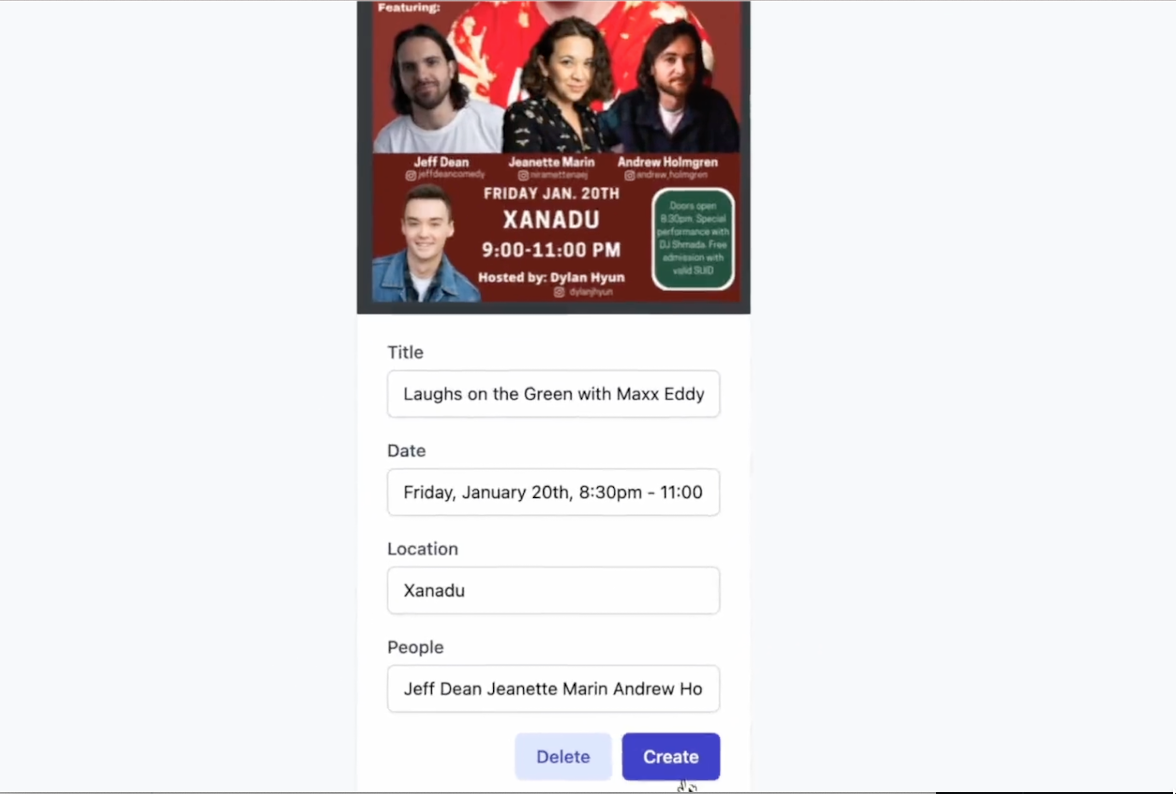 Featuring:
Jeff Dean Jeanette Marin Andrew Holmgren
jeffdeancomedy niramettenaej andrew_holmgren
FRIDAY JAN. 20TH
XANADU
9:00-11:00 PM
Hosted by: Dylan Hyun
dylanjhyun
Doors open
8:30pm. Special
performance with
DJ Shmada. Free
admission with
valid SUID
Title
Laughs on the Green with Maxx Eddy
Date
Friday, January 20th, 8:30pm - 11:00
Location
Xanadu
People
Jeff Dean Jeanette Marin Andrew Ho
Delete Create